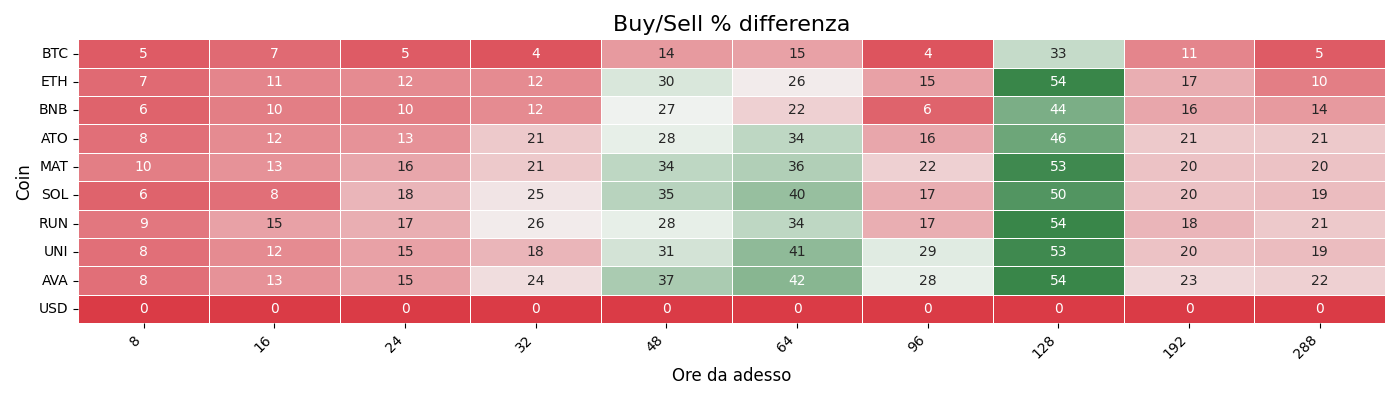 Buy/Sell % differenza
Coin
BTC 5 7 5 4 14 15 4 33 11 5
ETH 7 11 12 12 30 26 15 54 17 10
BNB 6 10 10 12 27 22 6 44 16 14
ATO 8 12 13 21 28 34 16 46 21 21
MAT 10 13 16 21 34 36 22 53 20 20
SOL 6 8 18 25 35 40 17 50 20 19
RUN 9 15 17 26 28 34 17 54 18 21
UNI 8 12 15 18 31 41 29 53 20 19
AVA 8 13 15 24 37 42 28 54 23 22
USD 0 0 0 0 0 0 0 0 0 0
8 16 24 32 48 64 96 128 192 288
Ore da adesso